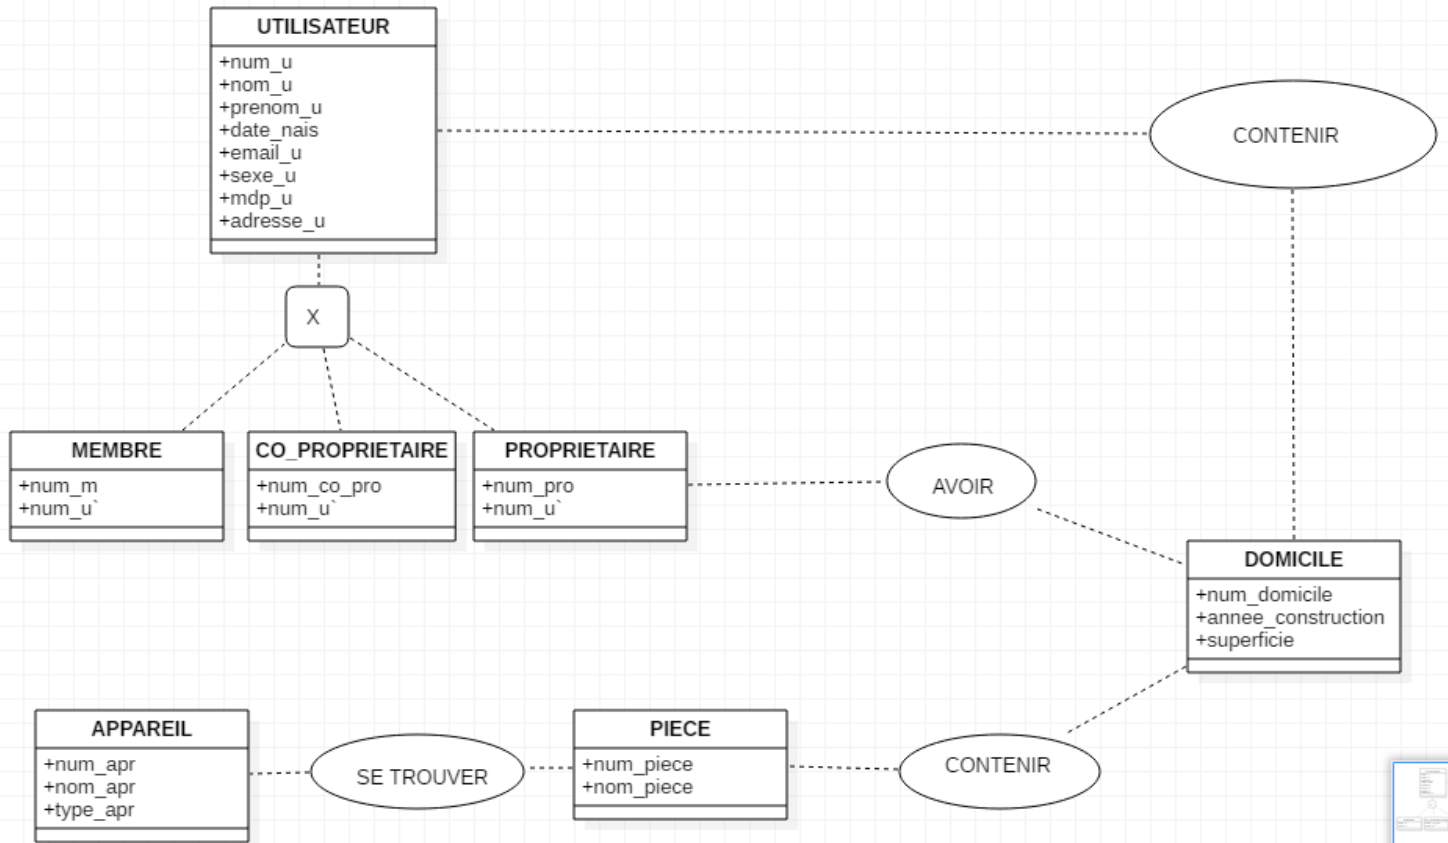 UTILISATEUR
+num_u
+nom_u
+prenom_u
+date_nais
+email_u
+sexe_u
+mdp_u
+adresse_u
CONTENIR
X
MEMBRE
+num_m
+num_u`
CO_PROPRIETAIRE
+num_co_pro
+num_u`
PROPRIETAIRE
+num_pro
+num_u`
AVOIR
DOMICILE
+num_domicile
+annee_construction
+superficie
APPAREIL
+num_apr
+nom_apr
+type_apr
SE TROUVER
PIECE
+num_piece
+nom_piece
CONTENIR